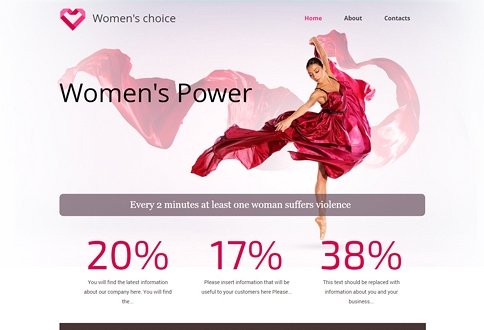 Women's choice
Home About Contacts
Women's Power
Every 2 minutes at least one woman suffers violence
20% 17% 38%
You will find the latest information
about our company here. You will find
the...
Please insert information that will be
useful to your customers here Please...
This text should be replaced with
information about you and your
business...